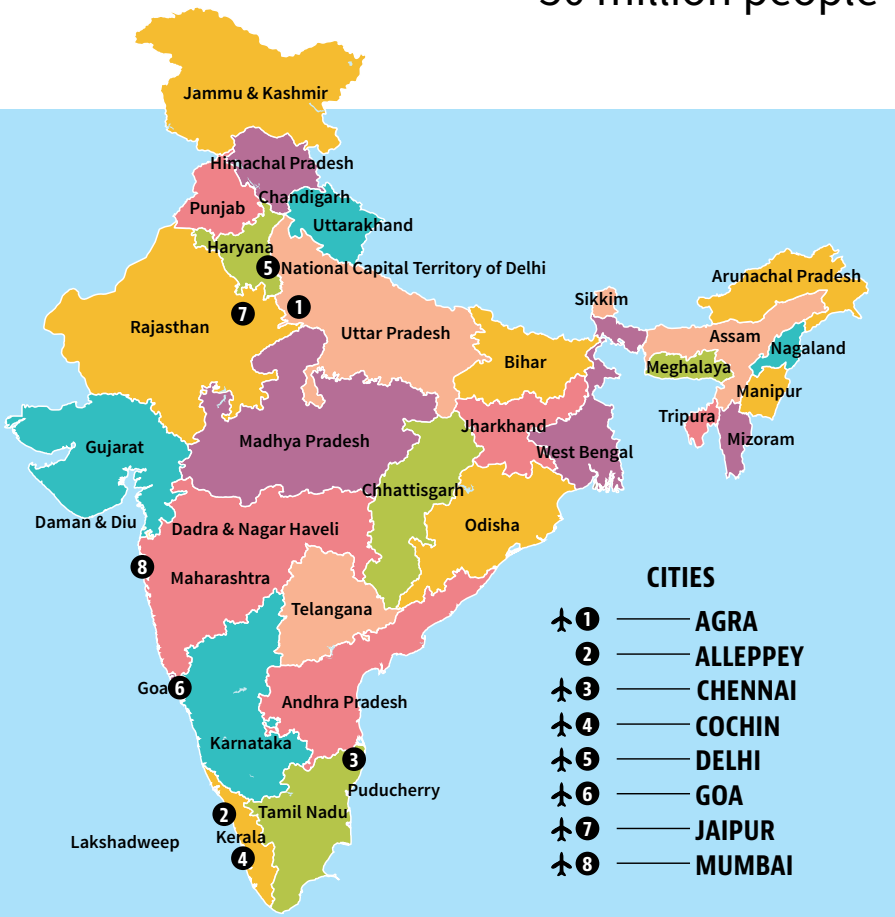 million people
Jammu & Kashmir
Himachal Pradesh
Chandigarh
Punjab
Uttarakhand
Haryana
5 National Capital Territory of Delhi
Arunachal Pradesh
Sikkim
7
1
Rajasthan
Uttar Pradesh
Assam
Nagaland
Bihar
Meghalaya
Manipur
Tripura
Jharkhand
Mizoram
Gujarat
Madhya Pradesh
West Bengal
Chhattisgarh
Daman & Diu
Dadra & Nagar Haveli
Odisha
8
Maharashtra
Telangana
Goa 6
Andhra Pradesh
Karnataka
3
Puducherry
2
Tamil Nadu
Kerala
Lakshadweep
4
CITIES
1 AGRA
2 ALLEPPEY
3 CHENNAI
4 COCHIN
5 DELHI
6 GOA
7 JAIPUR
8 MUMBAI